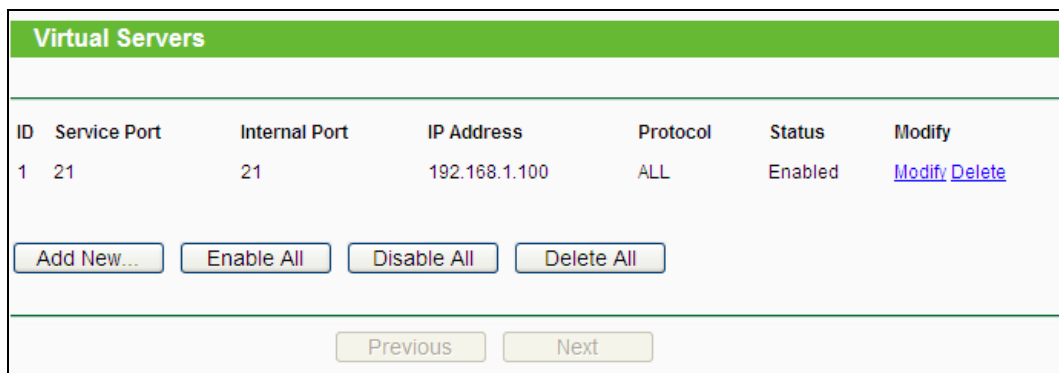 Virtual Servers
ID Service Port Internal Port IP Address Protocol Status Modify
1 21 21 192.168.1.100 ALL Enabled Modify Delete
Add New... Enable All Disable All Delete All
Previous Next